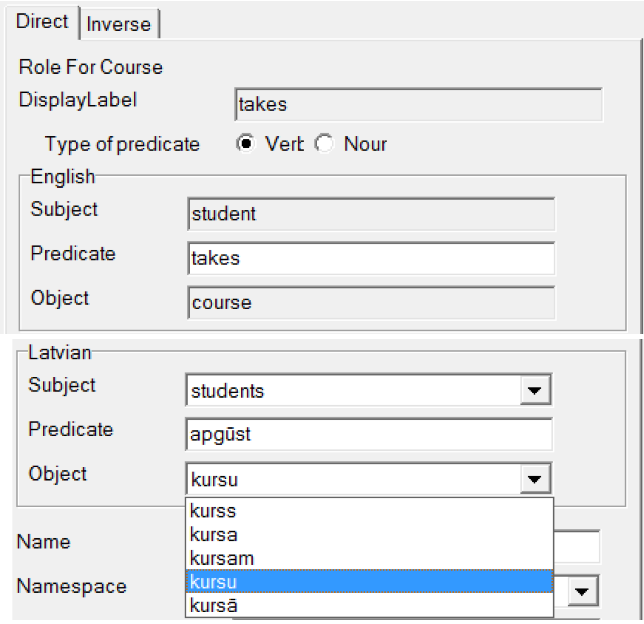 Direct Inverse
Role For Course
DisplayLabel takes
Type of predicate Vert Nour
English
Subject student
Predicate takes
Object course
Latvian
Subject students
Predicate apgūst
Object kursu
kurss
kursa
Name kursam
Namespace kursu
kursā